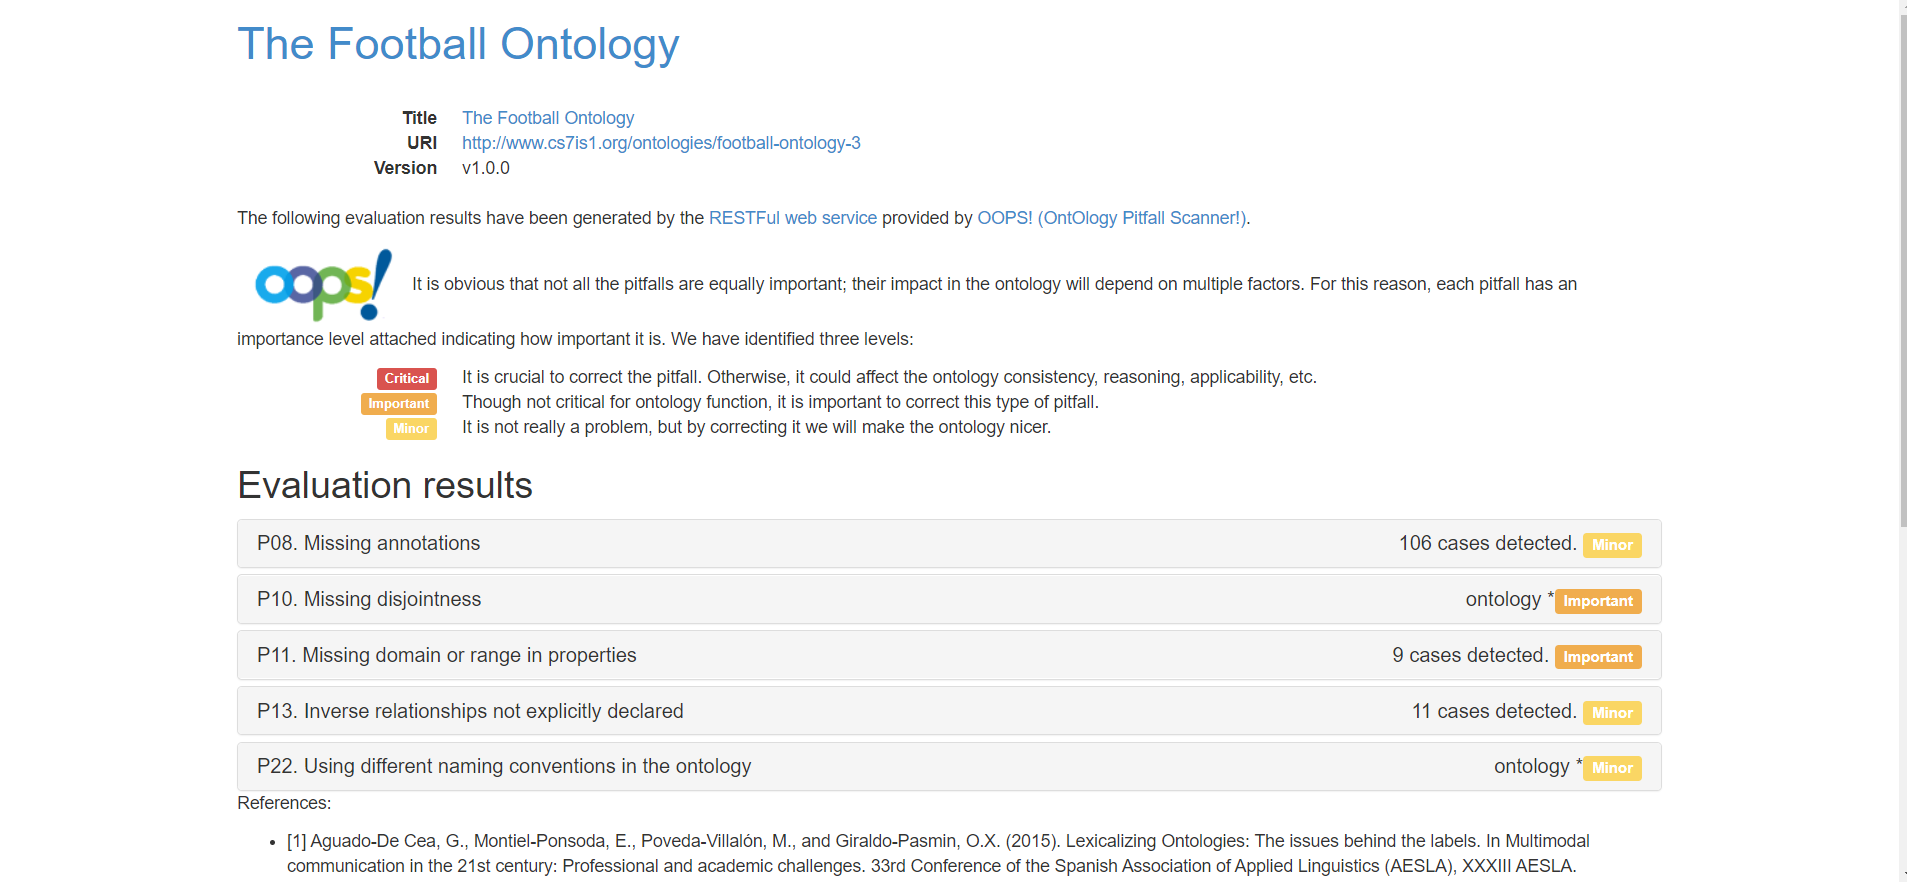 The Football Ontology
Title The Football Ontology
URI http://www.cs7is1.org/ontologies/football-ontology-3
Version v1.0.0
The following evaluation results have been generated by the RESTFul web service provided by OOPS! (OntOlogy Pitfall Scanner!).
oops! It is obvious that not all the pitfalls are equally important; their impact in the ontology will depend on multiple factors. For this reason, each pitfall has an
importance level attached indicating how important it is. We have identified three levels:
Critical It is crucial to correct the pitfall. Otherwise, it could affect the ontology consistency, reasoning, applicability, etc.
Important Though not critical for ontology function, it is important to correct this type of pitfall.
Minor It is not really a problem, but by correcting it we will make the ontology nicer.
Evaluation results
P08. Missing annotations 106 cases detected. Minor
P10. Missing disjointness ontology * Important
P11. Missing domain or range in properties 9 cases detected. Important
P13. Inverse relationships not explicitly declared 11 cases detected. Minor
P22. Using different naming conventions in the ontology ontology * Minor
References:
• [1] Aguado-De Cea, G., Montiel-Ponsoda, E., Poveda-Villalón, M., and Giraldo-Pasmin, O.X. (2015). Lexicalizing Ontologies: The issues behind the labels. In Multimodal
communication in the 21st century: Professional and academic challenges. 33rd Conference of the Spanish Association of Applied Linguistics (AESLA), XXXIII AESLA.